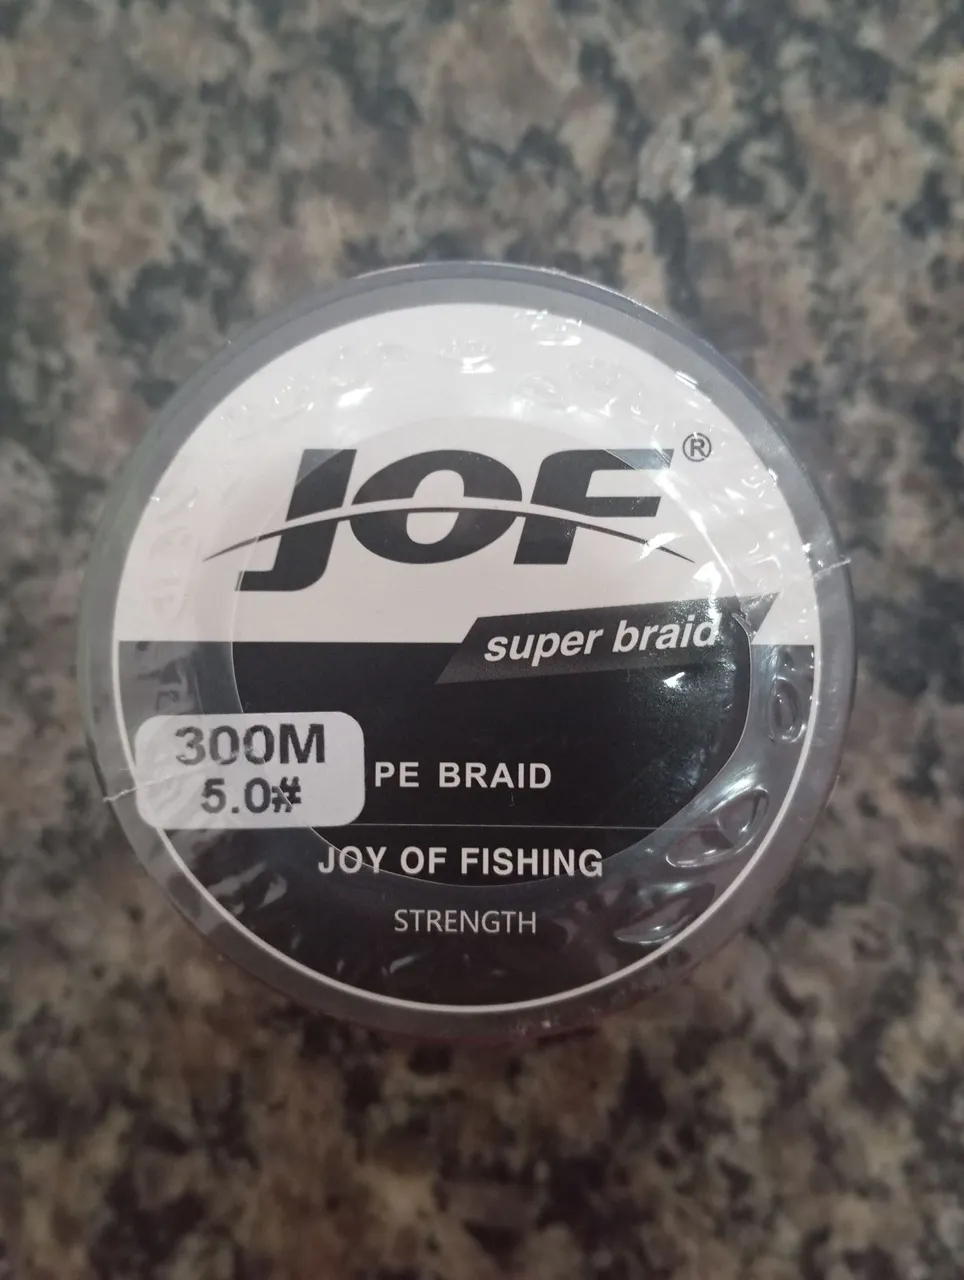 JOF®
super braid
300M
5.0#
PE BRAID
JOY OF FISHING
STRENGTH